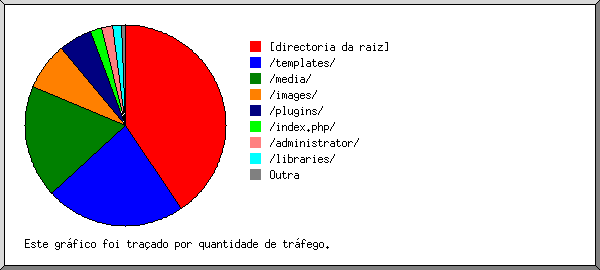 [directoria da raiz]
/templates/
/media/
/images/
/plugins/
/index.php/
/administrator/
/libraries/
Outra
Este gráfico foi traçado por quantidade de tráfego.